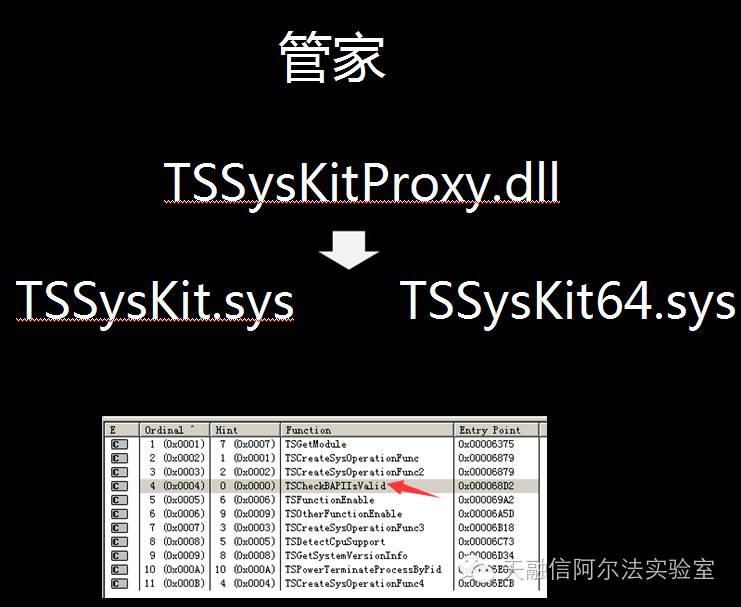 管家
TSSysKitProxy.dll
TSSysKit.sys TSSysKit64.sys
E Ordinal ^ Hint Function Entry Point
C 1 (0x0001) 7 (0x0007) TSGetModule 0x00006375
C 2 (0x0002) 1 (0x0001) TSCreateSysOperationFunc 0x00006879
C 3 (0x0003) 2 (0x0002) TSCreateSysOperationFunc2 0x00006879
C 4 (0x0004) 0 (0x0000) TSCheckBAPIIsValid 0x000068D2
C 5 (0x0005) 6 (0x0006) TSFunctionEnable 0x000069A2
C 6 (0x0006) 9 (0x0009) TSOtherFunctionEnable 0x00006A5D
C 7 (0x0007) 3 (0x0003) TSCreateSysOperationFunc3 0x00006B18
C 8 (0x0008) 5 (0x0005) TSDetectCpuSupport 0x00006C73
C 9 (0x0009) 8 (0x0008) TSGetSystemVersionInfo 0x00006D34
C 10 (0x000A) 10 (0x000A) TSPowerTerminateProcessByPid
C 11 (0x000B) 4 (0x0004) TSCreateSysOperationFunc4 0x00006ECB
天融信阿尔法实验室